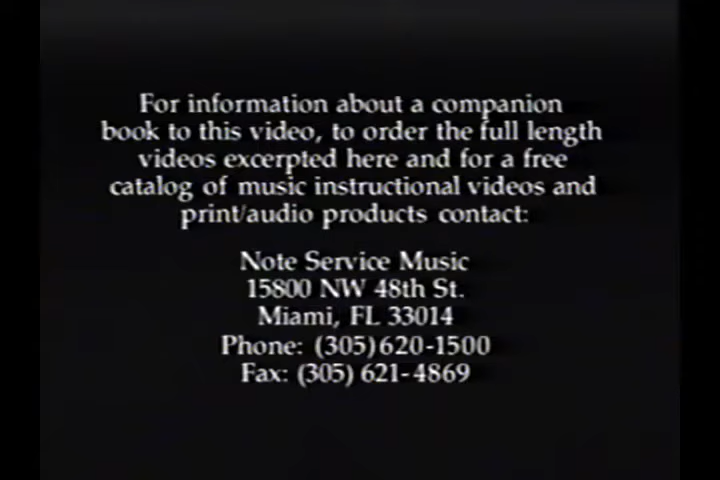 For information about a companion
book to this video, to order the full length
videos excerpted here and for a free
catalog of music instructional videos and
print/audio products contact:
Note Service Music
15800 NW 48th St.
Miami, FL 33014
Phone: (305)620-1500
Fax: (305) 621-4869